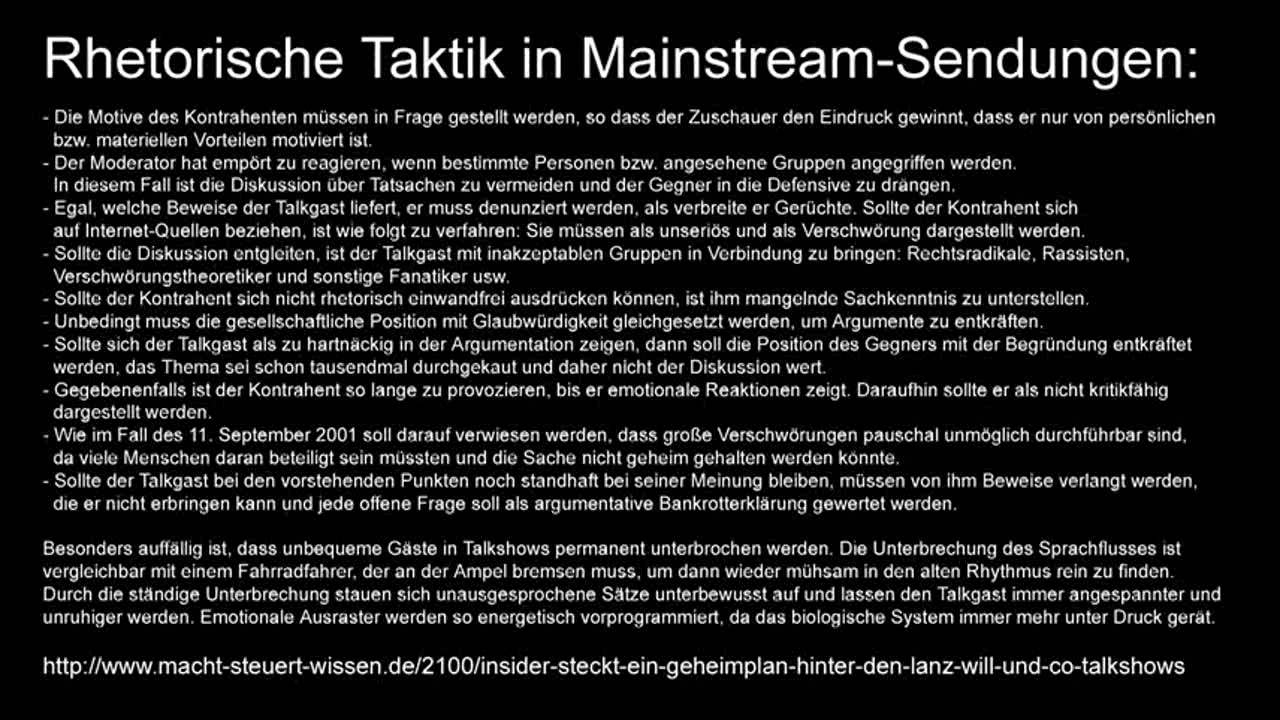 Rhetorische Taktik in Mainstream-Sendungen:
- Die Motive des Kontrahenten müssen in Frage gestellt werden, so dass der Zuschauer den Eindruck gewinnt, dass er nur von persönlichen
bzw. materiellen Vorteilen motiviert ist.
- Der Moderator hat empört zu reagieren, wenn bestimmte Personen bzw. angesehene Gruppen angegriffen werden.
In diesem Fall ist die Diskussion über Tatsachen zu vermeiden und der Gegner in die Defensive zu drängen.
- Egal, welche Beweise der Talkgast liefert, er muss denunziert werden, als verbreite er Gerüchte. Sollte der Kontrahent sich
auf Internet-Quellen beziehen, ist wie folgt zu verfahren: Sie müssen als unseriös und als Verschwörung dargestellt werden.
- Sollte die Diskussion entgleiten, ist der Talkgast mit inakzeptablen Gruppen in Verbindung zu bringen: Rechtsradikale, Rassisten,
Verschwörungstheoretiker und sonstige Fanatiker usw.
- Sollte der Kontrahent sich nicht rhetorisch einwandfrei ausdrücken können, ist ihm mangelnde Sachkenntnis zu unterstellen.
- Unbedingt muss die gesellschaftliche Position mit Glaubwürdigkeit gleichgesetzt werden, um Argumente zu entkräften.
- Sollte sich der Talkgast als zu hartnäckig in der Argumentation zeigen, dann soll die Position des Gegners mit der Begründung entkräftet
werden, das Thema sei schon tausendmal durchgekaut und daher nicht der Diskussion wert.
- Gegebenenfalls ist der Kontrahent so lange zu provozieren, bis er emotionale Reaktionen zeigt. Daraufhin sollte er als nicht kritikfähig
dargestellt werden.
- Wie im Fall des 11. September 2001 soll darauf verwiesen werden, dass große Verschwörungen pauschal unmöglich durchführbar sind,
da viele Menschen daran beteiligt sein müssten und die Sache nicht geheim gehalten werden könnte.
- Sollte der Talkgast bei den vorstehenden Punkten noch standhaft bei seiner Meinung bleiben, müssen von ihm Beweise verlangt werden,
die er nicht erbringen kann und jede offene Frage soll als argumentative Bankrotterklärung gewertet werden.
Besonders auffällig ist, dass unbequeme Gäste in Talkshows permanent unterbrochen werden. Die Unterbrechung des Sprachflusses ist
vergleichbar mit einem Fahrradfahrer, der an der Ampel bremsen muss, um dann wieder mühsam in den alten Rhythmus rein zu finden.
Durch die ständige Unterbrechung stauen sich unausgesprochene Sätze unterbewusst auf und lassen den Talkgast immer angespannter und
unruhiger werden. Emotionale Ausraster werden so energetisch vorprogrammiert, da das biologische System immer mehr unter Druck gerät.
http://www.macht-steuert-wissen.de/2100/insider-steckt-ein-geheimplan-hinter-den-lanz-will-und-co-talkshows